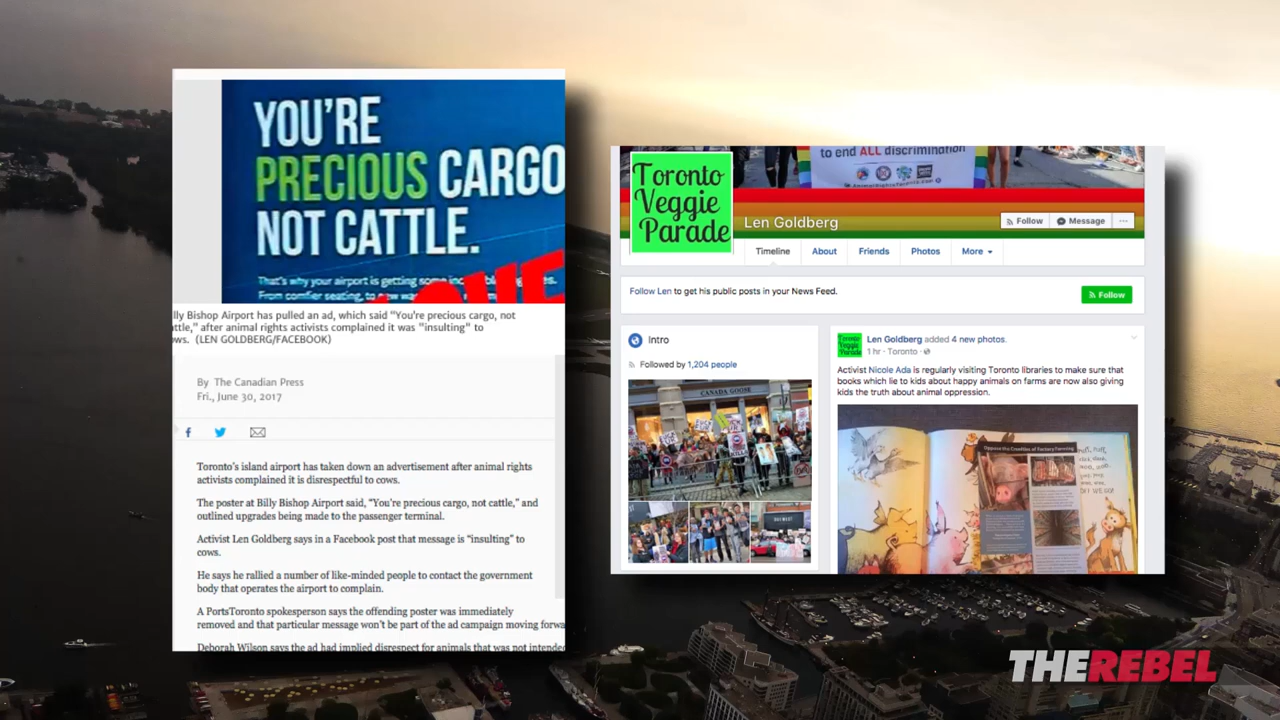 YOU'RE
PRECIOUS CARGO
NOT CATTLE.
That's why your airport is getting some
From comfier seating, to
lly Bishop Airport has pulled an ad, which said "You're precious cargo, not
ttle," after animal rights activists complained it was "insulting" to
ws. (LEN GOLDBERG/FACEBOOK)
By The Canadian Press
Fri., June 30, 2017
Toronto's island airport has taken down an advertisement after animal rights
activists complained it is disrespectful to cows.
The poster at Billy Bishop Airport said, "You're precious cargo, not cattle," and
outlined upgrades being made to the passenger terminal.
Activist Len Goldberg says in a Facebook post that message is "insulting" to
cows.
He says he rallied a number of like-minded people to contact the government
body that operates the airport to complain.
A PortsToronto spokesperson says the offending poster was immediately
removed and that particular message won't be part of the ad campaign moving forwa
Deborah Wilson says the ad had implied disrespect for animals that was not intended
to end ALL discrimination
Toronto
Veggie
Parade
Len Goldberg
Follow
Message
Timeline
About
Friends
Photos
More
Follow Len to get his public posts in your News Feed.
Follow
Intro
Followed by 1,204 people
CANADA GOOSE
Len Goldberg added 4 new photos.
1 hr · Toronto ·
Activist Nicole Ada is regularly visiting Toronto libraries to make sure that
books which lie to kids about happy animals on farms are now also giving
kids the truth about animal oppression.
Oppose the Cruelties of Factory Farming
THE REBEL